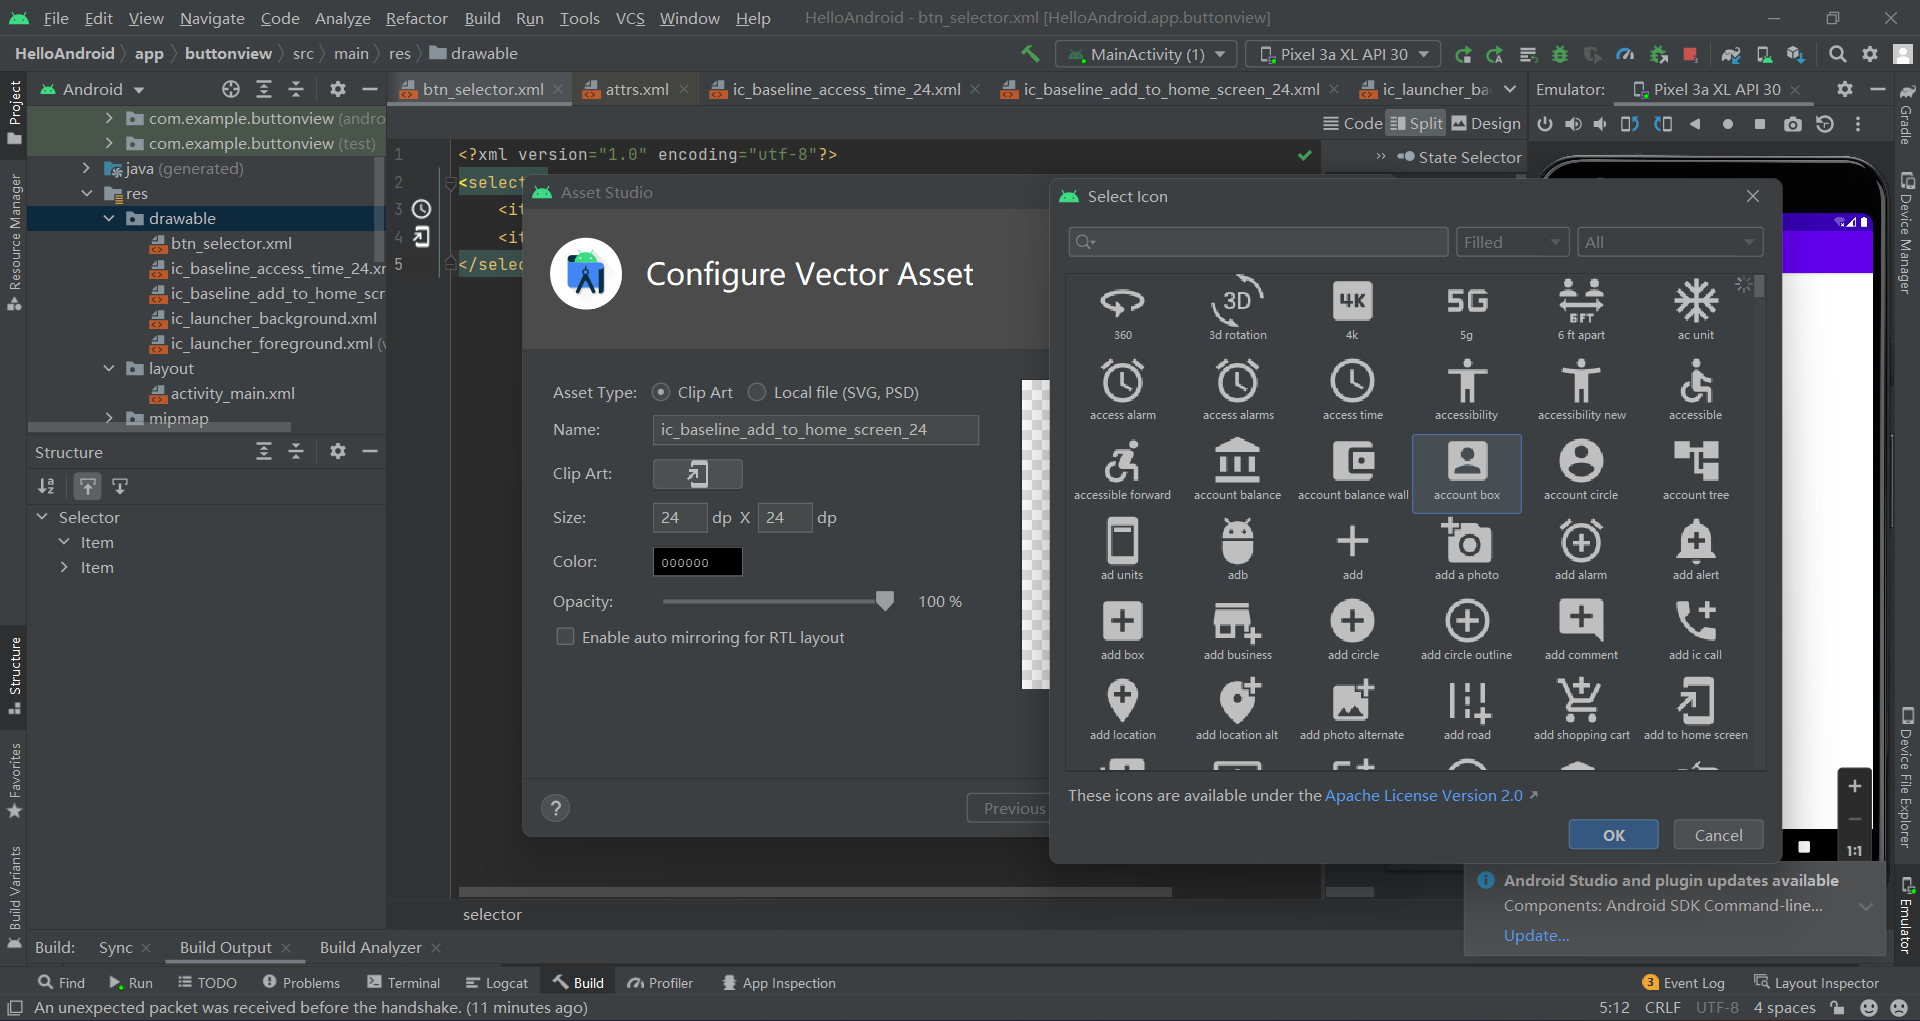 File Edit View Navigate Code Analyze Refactor Build Run Tools VCS Window Help HelloAndroid - btn_selector.xml [HelloAndroid.app.buttonview]
HelloAndroid app buttonview src main res drawable MainActivity (1) Pixel 3a XL API 30
Android btn_selector.xml attrs.xml ic_baseline_access_time_24.xml ic_baseline_add_to_home_screen_24.xml ic_launcher_ba Emulator: Pixel 3a XL API 30
Code Split Design
com.example.buttonview (andro
com.example.buttonview (test)
java (generated)
res
drawable
btn_selector.xml
ic_baseline_access_time_24.xr
ic_baseline_add_to_home_scr
ic_launcher_background.xml
ic_launcher_foreground.xml (v
layout
activity_main.xml
mipmap
1 <?xml version="1.0" encoding="utf-8"?>
2 <select
3 <it
4 <it
5 </selec
State Selector
Structure
Selector
Item
Item
Asset Studio
Configure Vector Asset
Asset Type: Clip Art Local file (SVG, PSD)
Name: ic_baseline_add_to_home_screen_24
Clip Art:
Size: 24 dp X 24 dp
Color: 000000
Opacity: 100 %
Enable auto mirroring for RTL layout
? Previous
Select Icon
Filled All
3D 4K 5G 6FT
360 3d rotation 4k 5g 6 ft apart ac unit
access alarm access alarms access time accessibility accessibility new accessible
accessible forward account balance account balance wall account box account circle account tree
ad units adb add add a photo add alarm add alert
add box add business add circle add circle outline add comment add ic call
add location add location alt add photo alternate add road add shopping cart add to home screen
These icons are available under the Apache License Version 2.0
OK Cancel
1:1
Android Studio and plugin updates available
Components: Android SDK Command-line...
Update...
selector
Build: Sync Build Output Build Analyzer
Find Run TODO Problems Terminal Logcat Build Profiler App Inspection 3 Event Log Layout Inspector
An unexpected packet was received before the handshake. (11 minutes ago) 5:12 CRLF UTF-8 4 spaces
Project
Resource Manager
Structure
Favorites
Build Variants
Gradle
Device Manager
Device File Explorer
Emulator